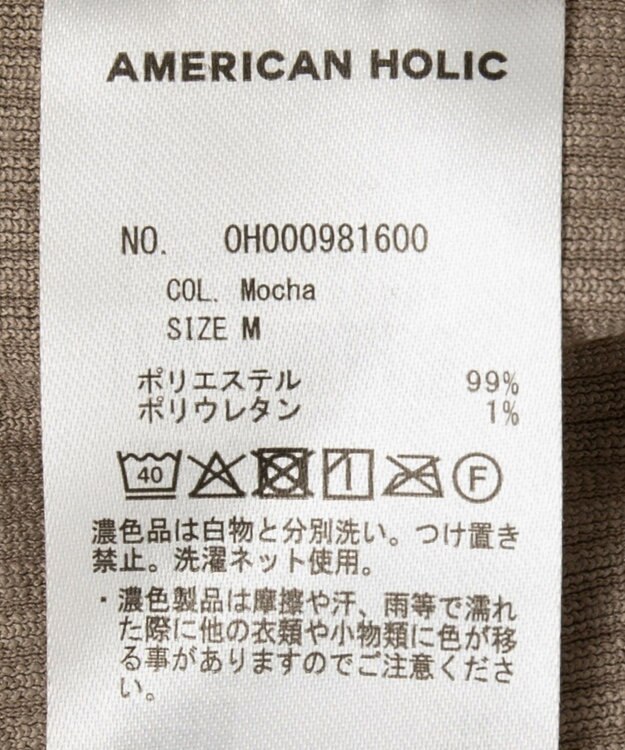 AMERICAN HOLIC
NO. 0H000981600
COL. Mocha
SIZE M
ポリエステル 99%
ポリウレタン 1%
40 F
濃色品は白物と分別洗い。つけ置き
禁止。洗濯ネット使用。
・濃色製品は摩擦や汗、雨等で濡れ
た際に他の衣類や小物類に色が移
る事がありますのでご注意くださ
い。